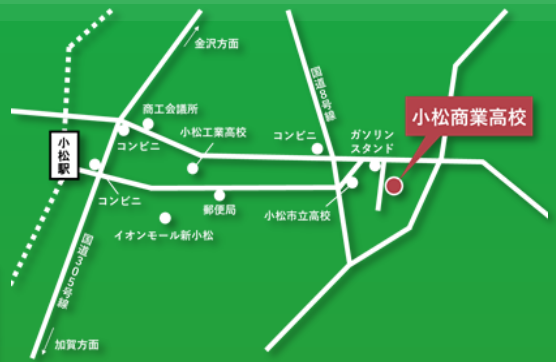 金沢方面
国道8号線
商工会議所
小松工業高校
コンビニ
ガソリン
スタンド
小松商業高校
コンビニ
小松駅
コンビニ
郵便局
小松市立高校
イオンモール新小松
国道305号線
加賀方面